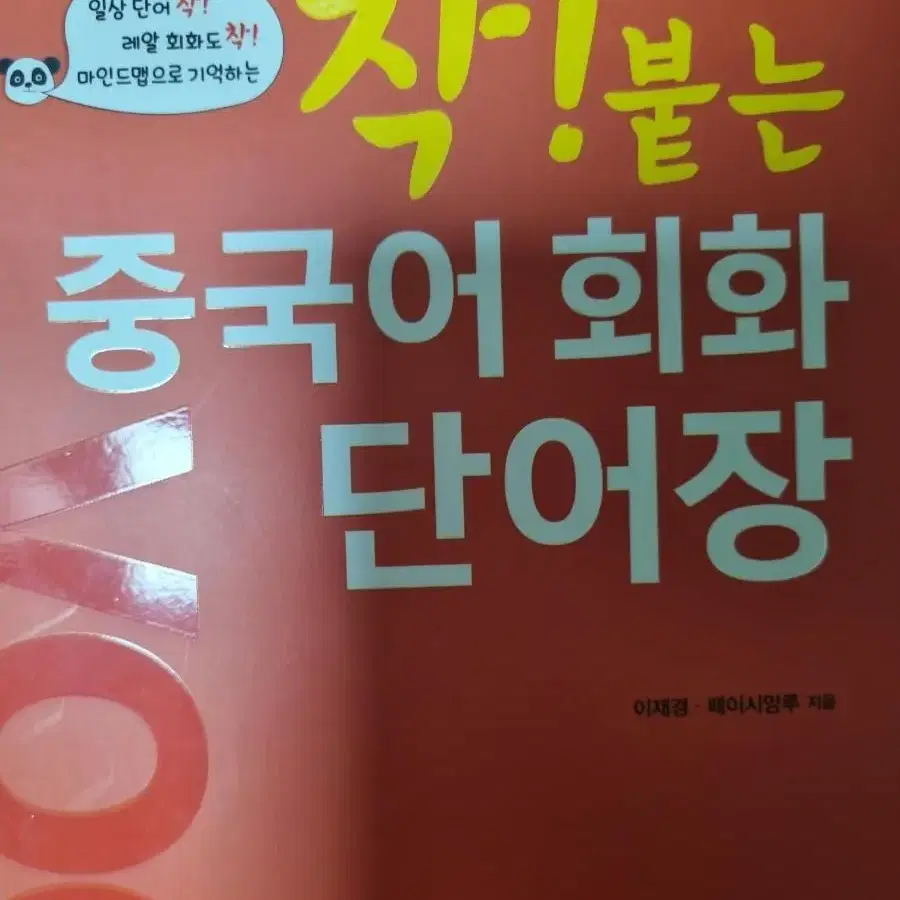 일상 단어 착!
레알 회화도 착!
마인드맵으로 기억하는
착! 붙는
중국어 회화
단어장
이재경 · 페이시앙루 지음
VO